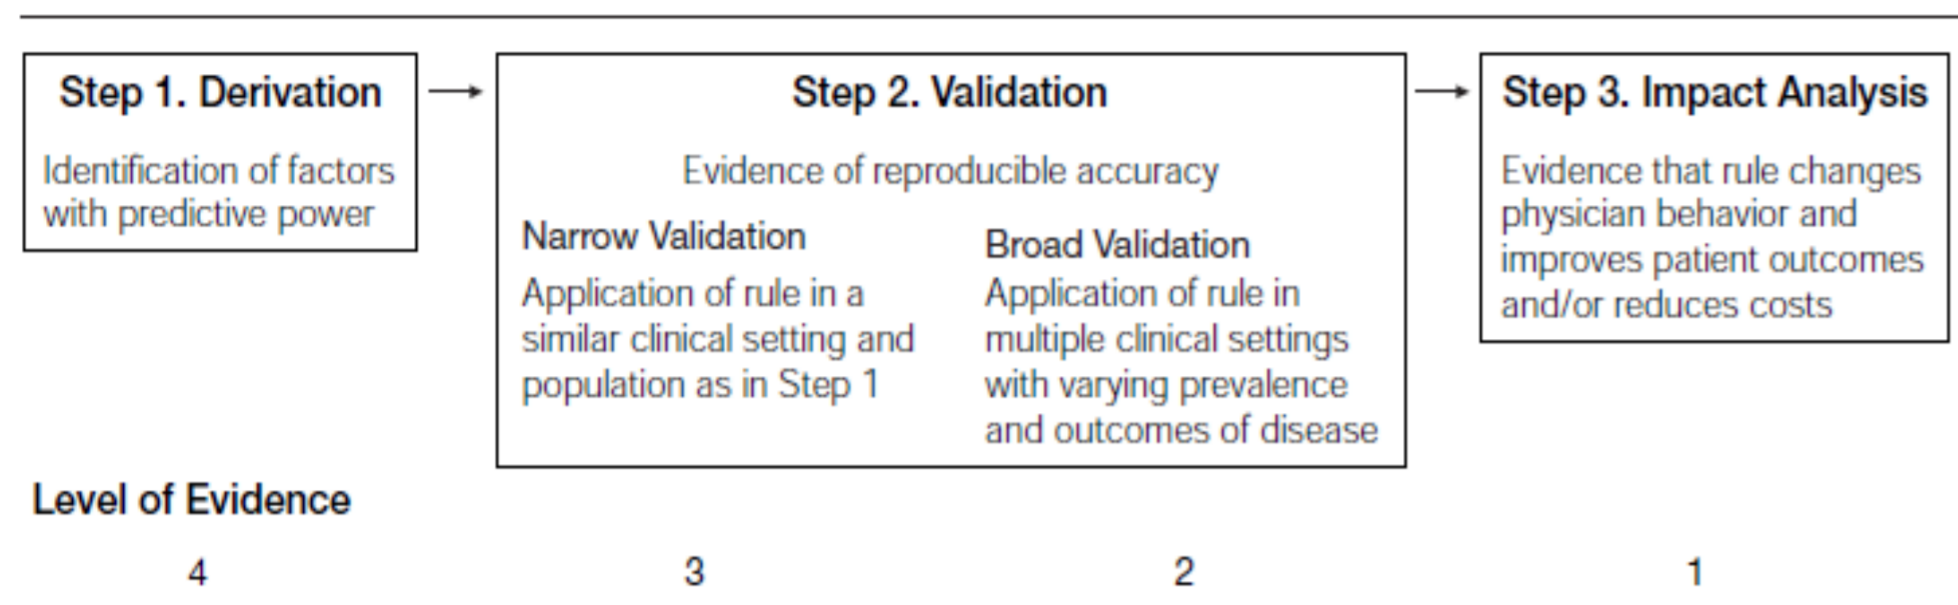 Step 1. Derivation
Identification of factors
with predictive power
Step 2. Validation
Evidence of reproducible accuracy
Narrow Validation
Application of rule in a
similar clinical setting and
population as in Step 1
Broad Validation
Application of rule in
multiple clinical settings
with varying prevalence
and outcomes of disease
Step 3. Impact Analysis
Evidence that rule changes
physician behavior and
improves patient outcomes
and/or reduces costs
Level of Evidence
4 3 2 1